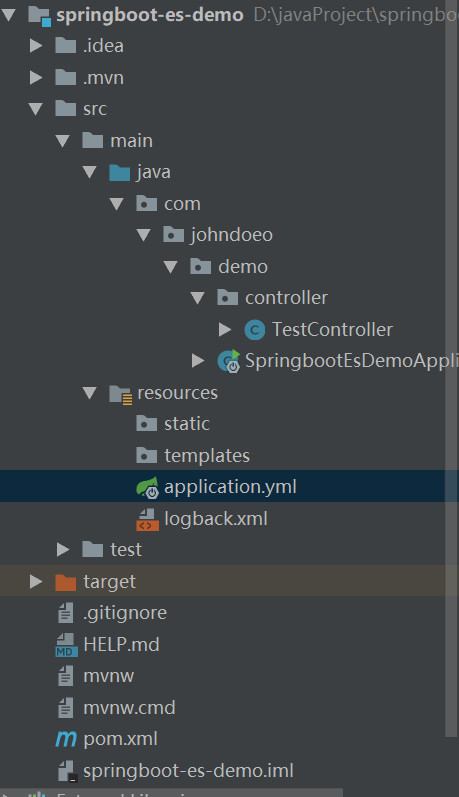 springboot-es-demo D:\javaProject\springbo
.idea
.mvn
src
main
java
com
johndoeo
demo
controller
TestController
SpringbootEsDemoAppli
resources
static
templates
application.yml
logback.xml
test
target
.gitignore
HELP.md
MD
mvnw
mvnw.cmd
pom.xml
springboot-es-demo.iml